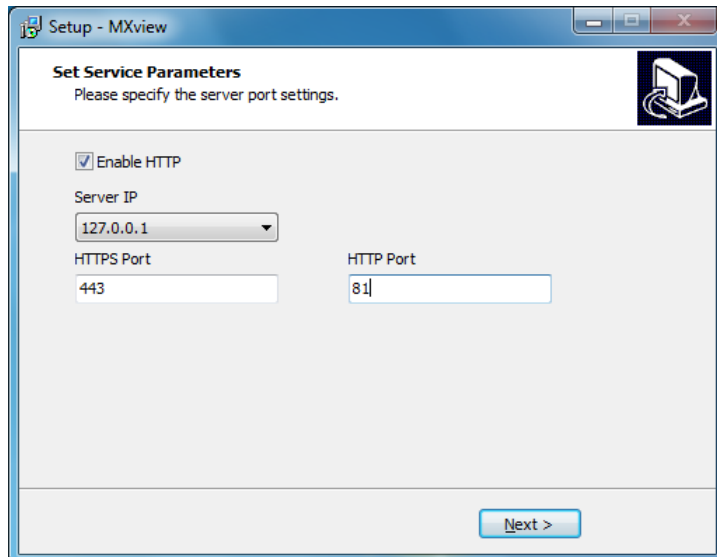 Setup - MXview
Set Service Parameters
Please specify the server port settings.
Enable HTTP
Server IP
127.0.0.1
HTTPS Port HTTP Port
443 81
Next >